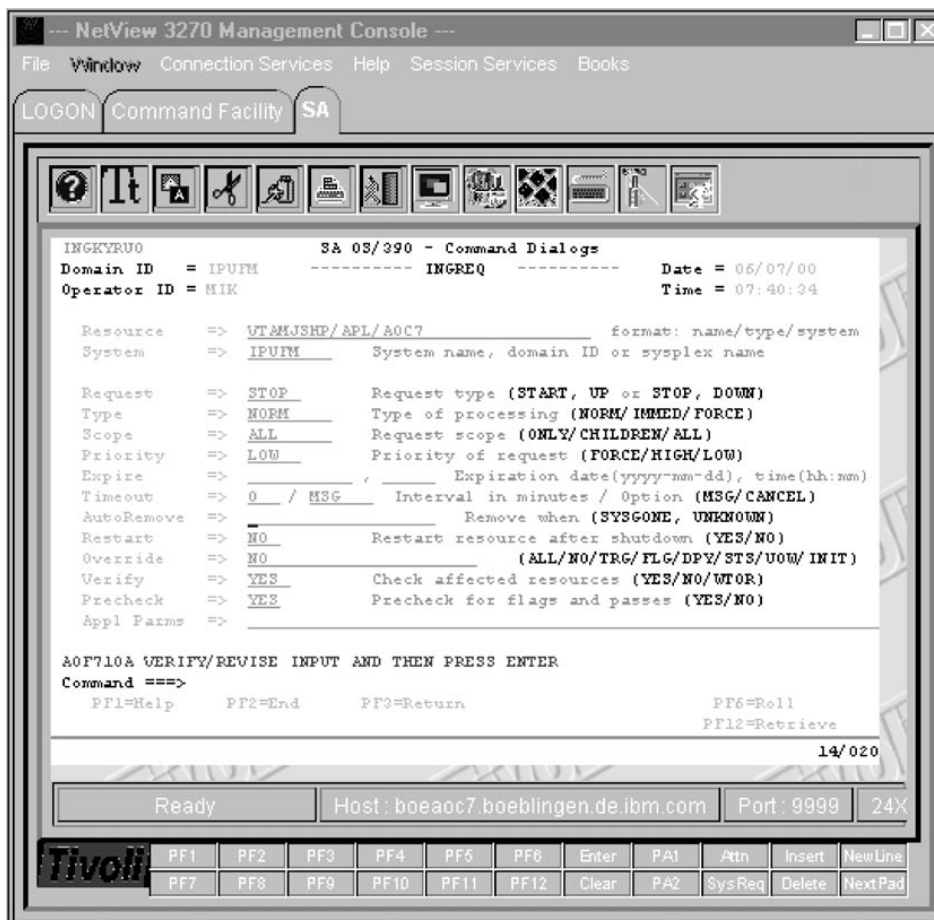 --- NetView 3270 Management Console ---
File Window Connection Services Help Session Services Books
LOGON Command Facility SA
INGKYRU0 SA OS/390 - Command Dialogs
Domain ID = IPUFM ---------- INGREQ ---------- Date = 06/07/00
Operator ID = MIK Time = 07:40:34
Resource => VTAMJSHP/APL/AOC7 format: name/type/system
System => IPUFM System name, domain ID or sysplex name
Request => STOP Request type (START, UP or STOP, DOWN)
Type => NORM Type of processing (NORM/IMMED/FORCE)
Scope => ALL Request scope (ONLY/CHILDREN/ALL)
Priority => LOW Priority of request (FORCE/HIGH/LOW)
Expire => , Expiration date(yyyy-mm-dd), time(hh:mm)
Timeout => 0 / MSG Interval in minutes / Option (MSG/CANCEL)
AutoRemove => Remove when (SYSGONE, UNKNOWN)
Restart => NO Restart resource after shutdown (YES/NO)
Override => NO (ALL/NO/TRG/FLG/DPY/STS/UOW/INIT)
Verify => YES Check affected resources (YES/NO/WTOR)
Precheck => YES Precheck for flags and passes (YES/NO)
Appl Parms =>
AOF710A VERIFY/REVISE INPUT AND THEN PRESS ENTER
Command ===>
PF1=Help PF2=End PF3=Return PF6=Roll
PF12=Retrieve
14/020
Ready Host : boeaoc7.boeblingen.de.ibm.com Port : 9999 24X
Tivoli PF1 PF2 PF3 PF4 PF5 PF6 Enter PA1 Attn Insert NewLine
PF7 PF8 PF9 PF10 PF11 PF12 Clear PA2 SysReq Delete NextPad